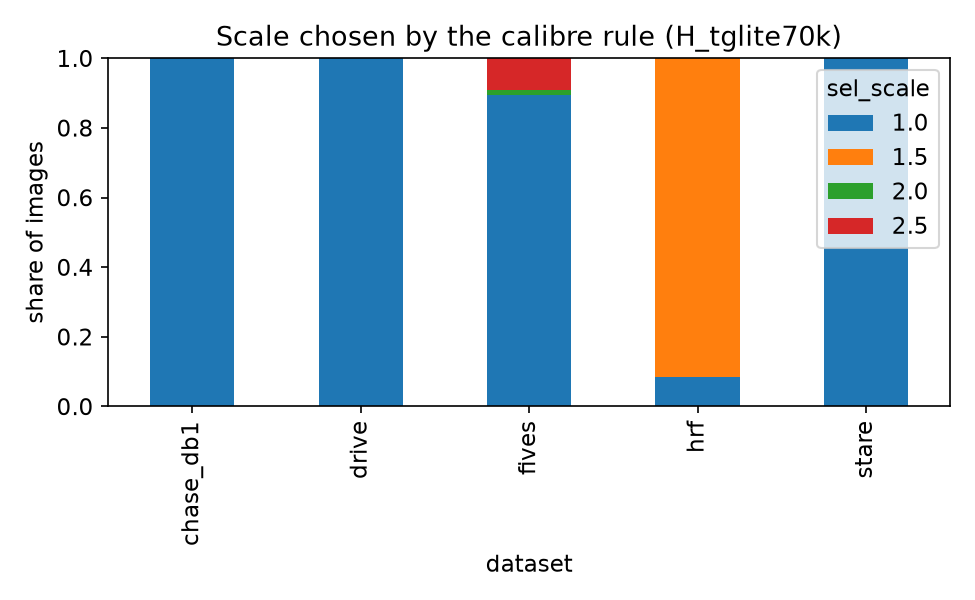 Scale chosen by the calibre rule (H_tglite70k)
share of images
1.0
0.8
0.6
0.4
0.2
0.0
sel_scale
1.0
1.5
2.0
2.5
chase_db1
drive
fives
hrf
stare
dataset